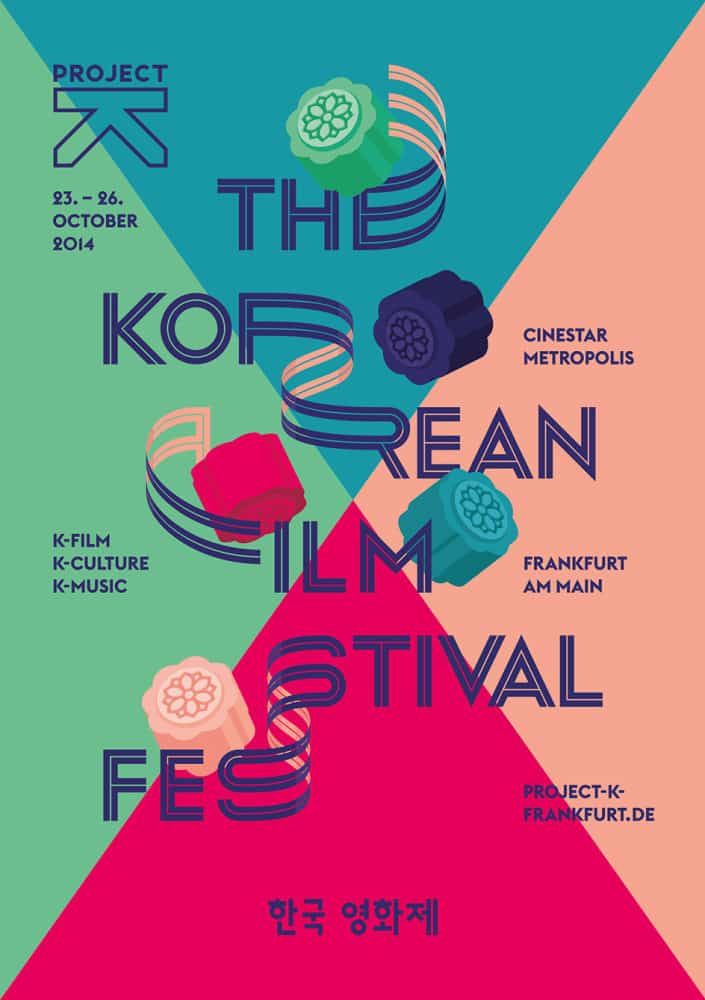 PROJECT
K
23. – 26.
OCTOBER
2014
THE
KOR
CINESTAR
METROPOLIS
REAN
FILM
K-FILM
K-CULTURE
K-MUSIC
FRANKFURT
AM MAIN
STIVAL
FES
PROJECT-K-
FRANKFURT.DE
한국 영화제